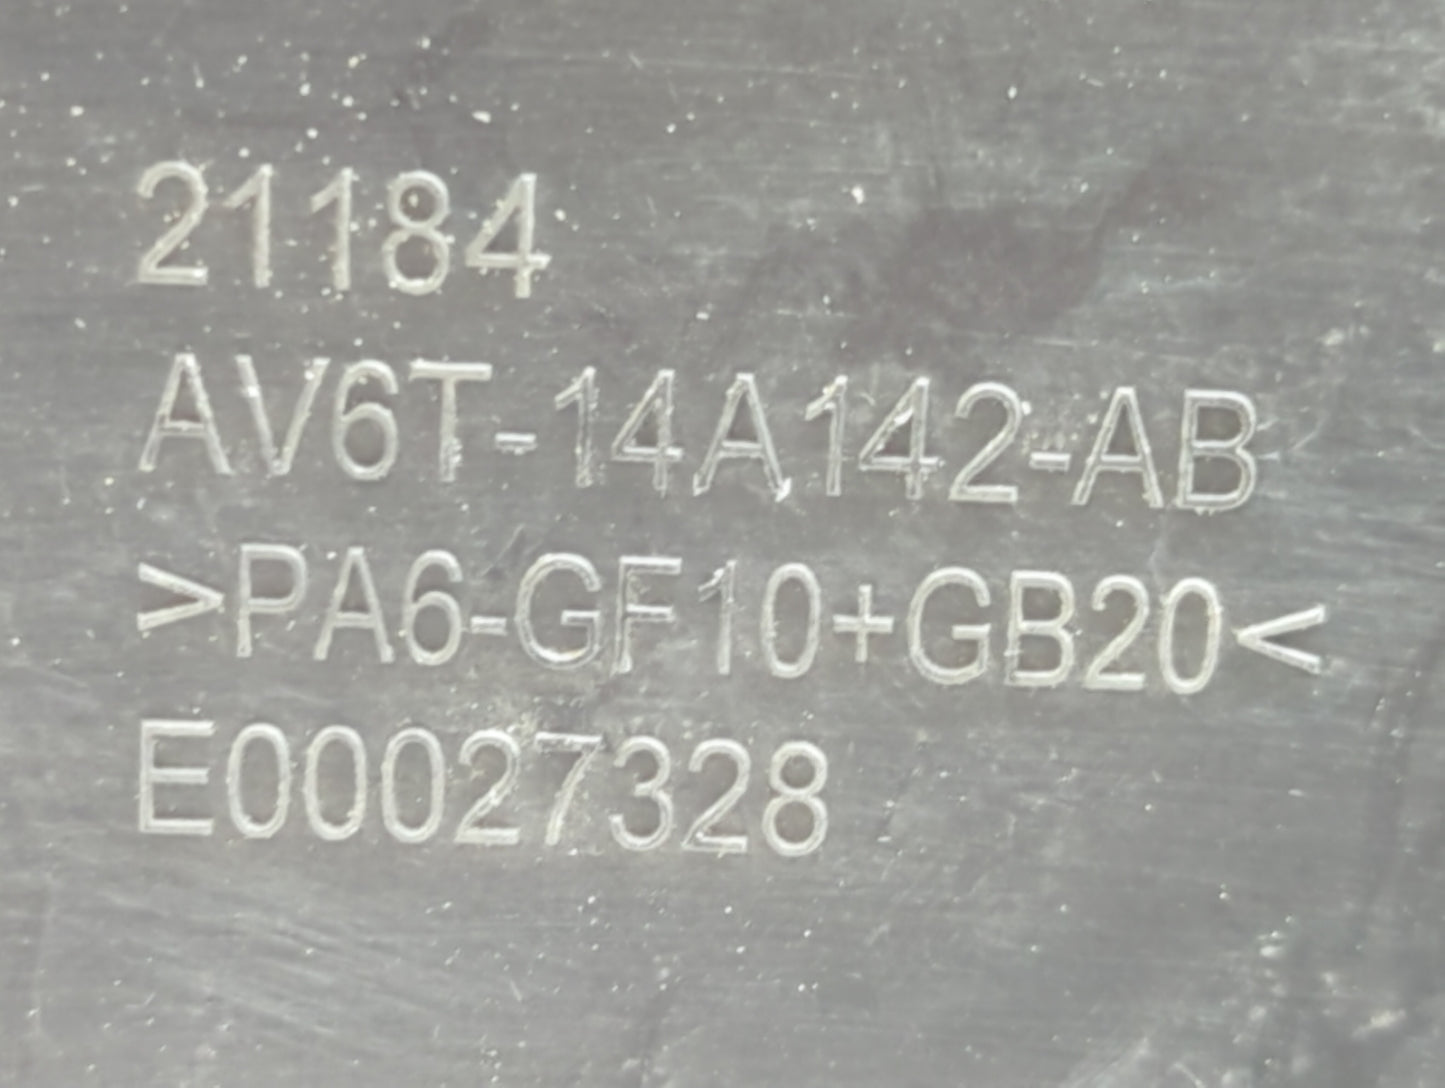 21184
AV6T-14A142-AB
>PA6-GF10+GB20<
E00027328